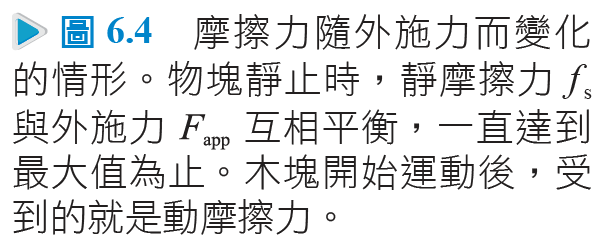 圖 6.4 摩擦力隨外施力而變化
的情形。物塊靜止時，靜摩擦力 fs
與外施力 Fapp 互相平衡，一直達到
最大值為止。木塊開始運動後，受
到的就是動摩擦力。